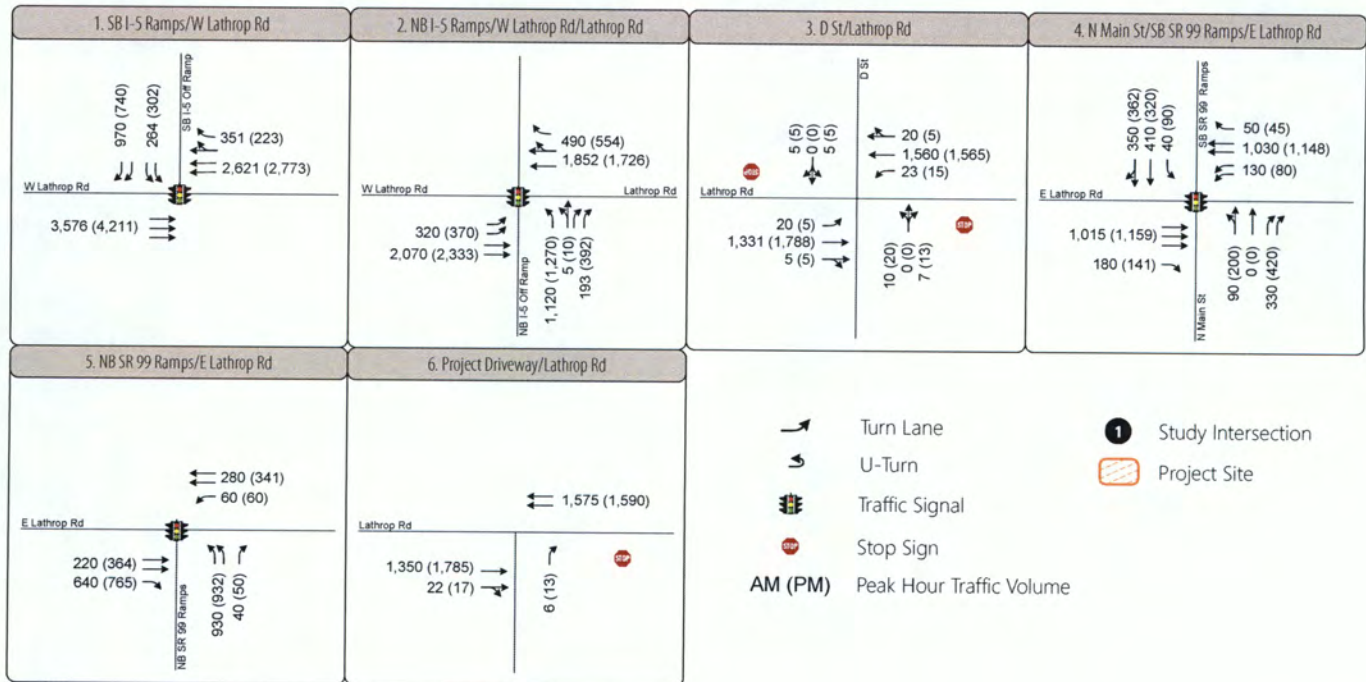 1. SB I-5 Ramps/W Lathrop Rd
970 (740)
264 (302)
SB I-5 Off Ramp
351 (223)
2,621 (2,773)
W Lathrop Rd
3,576 (4,211)
2. NB I-5 Ramps/W Lathrop Rd/Lathrop Rd
490 (554)
1,852 (1,726)
W Lathrop Rd
Lathrop Rd
320 (370)
2,070 (2,333)
NB I-5 Off Ramp
1,120 (1,270)
5 (10)
193 (392)
3. D St/Lathrop Rd
D St
5 (5)
0 (0)
5 (5)
20 (5)
1,560 (1,565)
23 (15)
STOP
Lathrop Rd
20 (5)
1,331 (1,788)
5 (5)
10 (20)
0 (0)
7 (13)
STOP
4. N Main St/SB SR 99 Ramps/E Lathrop Rd
350 (362)
410 (320)
40 (90)
SB SR 99 Ramps
50 (45)
1,030 (1,148)
130 (80)
E Lathrop Rd
1,015 (1,159)
180 (141)
N Main St
90 (200)
0 (0)
330 (420)
5. NB SR 99 Ramps/E Lathrop Rd
280 (341)
60 (60)
E Lathrop Rd
220 (364)
640 (765)
NB SR 99 Ramps
930 (932)
40 (50)
6. Project Driveway/Lathrop Rd
1,575 (1,590)
Lathrop Rd
1,350 (1,785)
22 (17)
6 (13)
STOP
Turn Lane
U-Turn
Traffic Signal
STOP Stop Sign
AM (PM) Peak Hour Traffic Volume
1 Study Intersection
Project Site